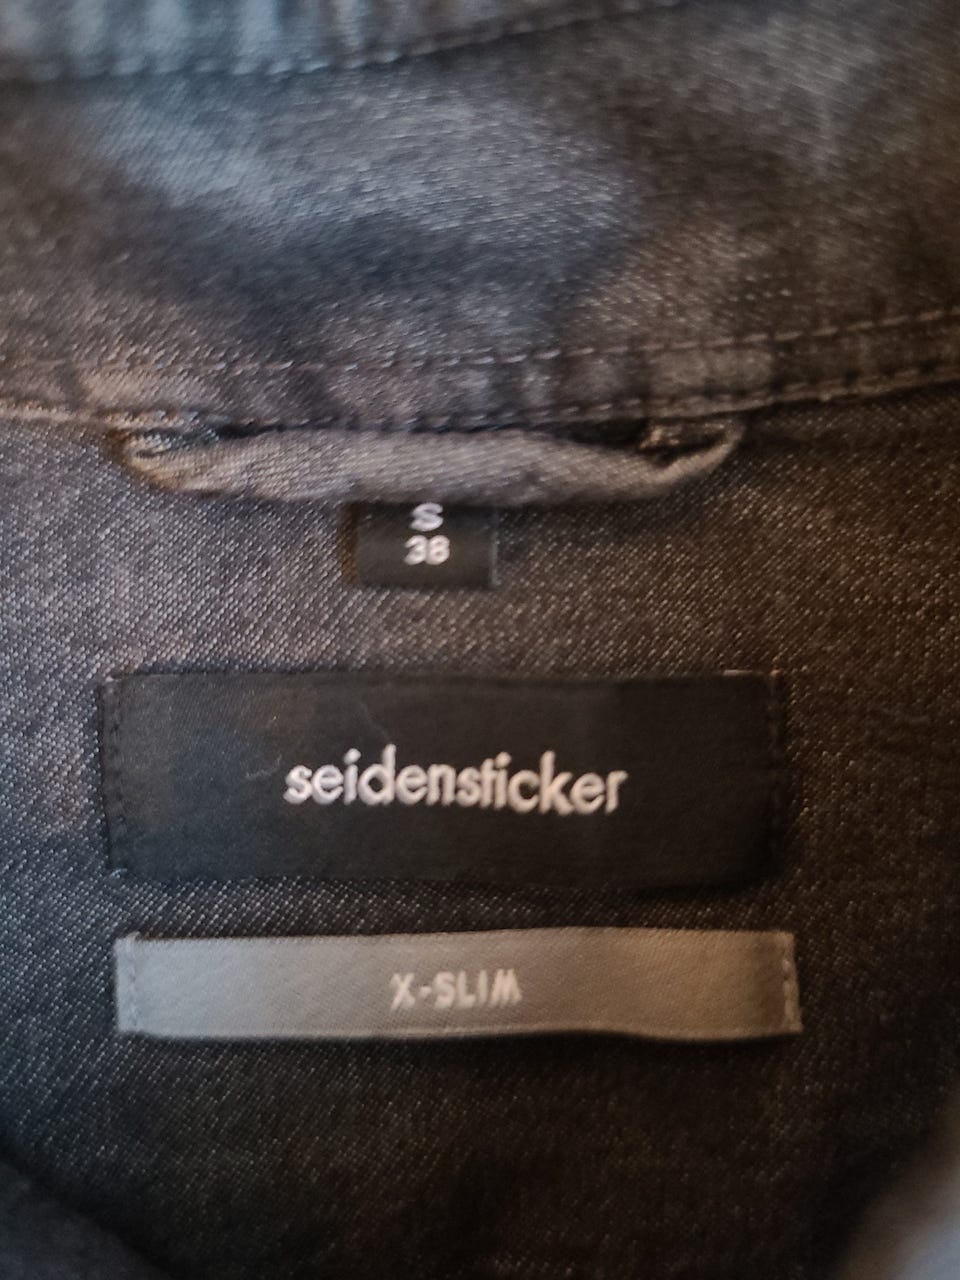 S
38
seidensticker
X-SLIM